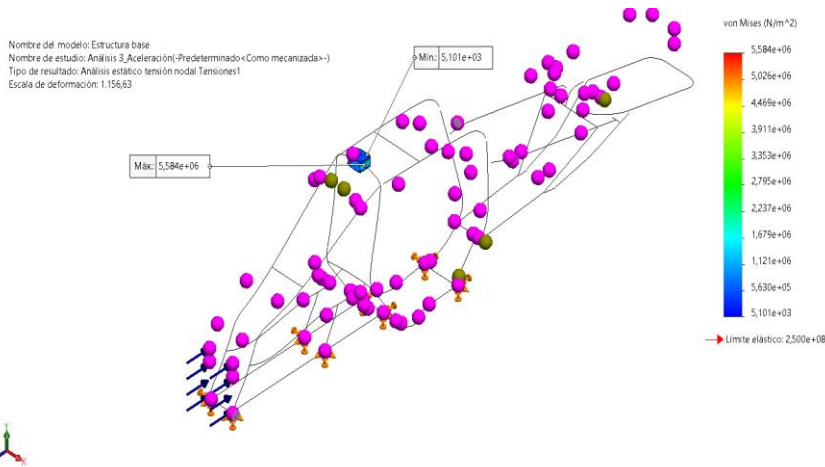 Nombre del modelo: Estructura base
Nombre de estudio: Análisis 3_Aceleración(-Predeterminado<Como mecanizada>-)
Tipo de resultado: Análisis estático tensión nodal Tensiones1
Escala de deformación: 1.156,63
Mín.: 5,101e+03
Máx.: 5,584e+06
von Mises (N/m^2)
5,584e+06
5,026e+06
4,469e+06
3,911e+06
3,353e+06
2,795e+06
2,237e+06
1,679e+06
1,121e+06
5,630e+05
5,101e+03
Límite elástico: 2,500e+08
Y
X